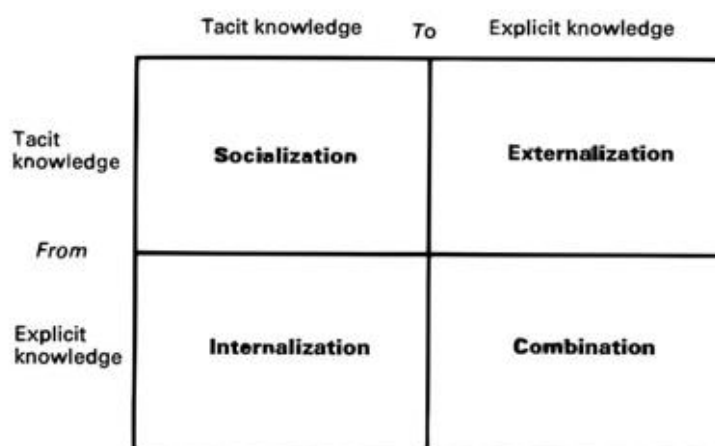 Tacit knowledge To Explicit knowledge
Tacit
knowledge
Socialization Externalization
From
Explicit
knowledge
Internalization Combination